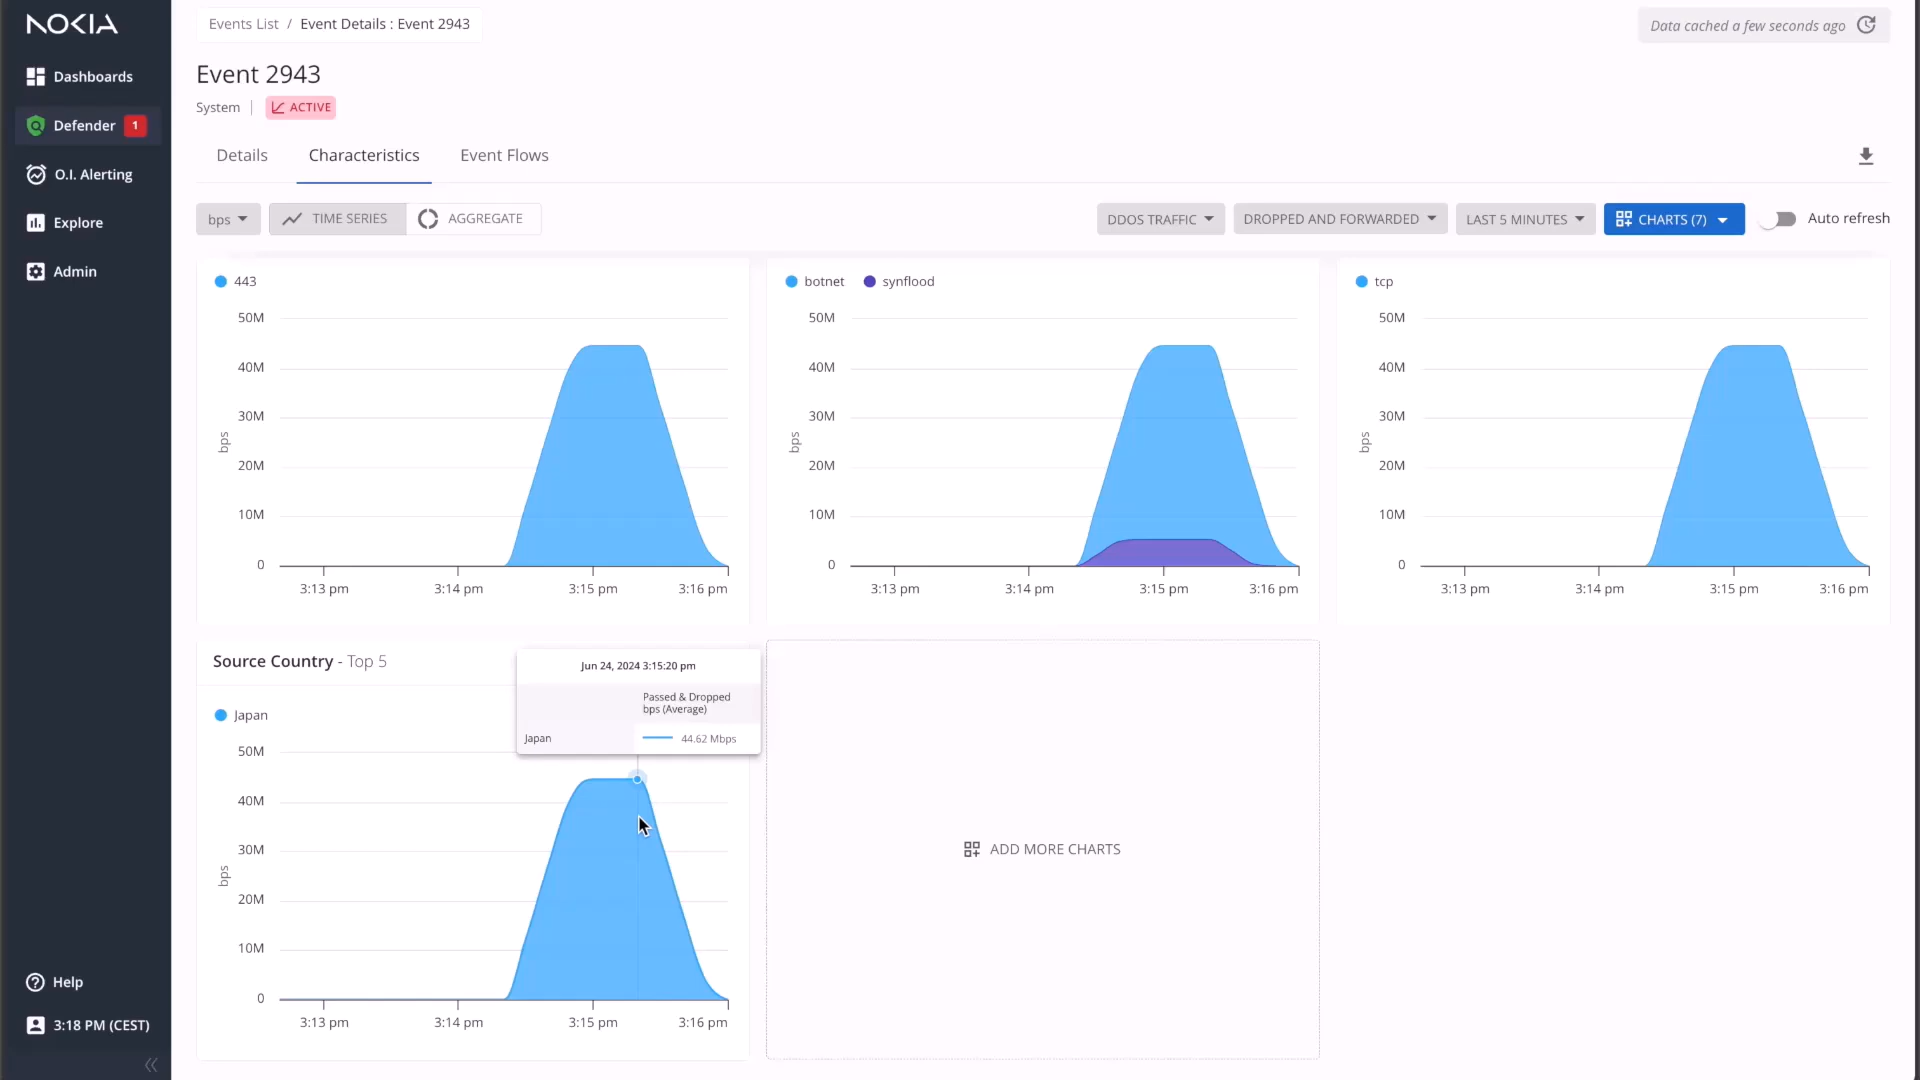 NOKIA
Dashboards
Defender 1
O.I. Alerting
Explore
Admin
Help
3:18 PM (CEST)
Events List / Event Details : Event 2943
Data cached a few seconds ago
Event 2943
System | ACTIVE
Details Characteristics Event Flows
bps TIME SERIES AGGREGATE DDOS TRAFFIC DROPPED AND FORWARDED LAST 5 MINUTES CHARTS (7) Auto refresh
443
50M
40M
30M
20M
10M
0
bps
3:13 pm 3:14 pm 3:15 pm 3:16 pm
botnet synflood
50M
40M
30M
20M
10M
0
bps
3:13 pm 3:14 pm 3:15 pm 3:16 pm
tcp
50M
40M
30M
20M
10M
0
bps
3:13 pm 3:14 pm 3:15 pm 3:16 pm
Source Country - Top 5
Jun 24, 2024 3:15:20 pm
Passed & Dropped
bps (Average)
Japan 44.62 Mbps
Japan
50M
40M
30M
20M
10M
0
bps
3:13 pm 3:14 pm 3:15 pm 3:16 pm
ADD MORE CHARTS